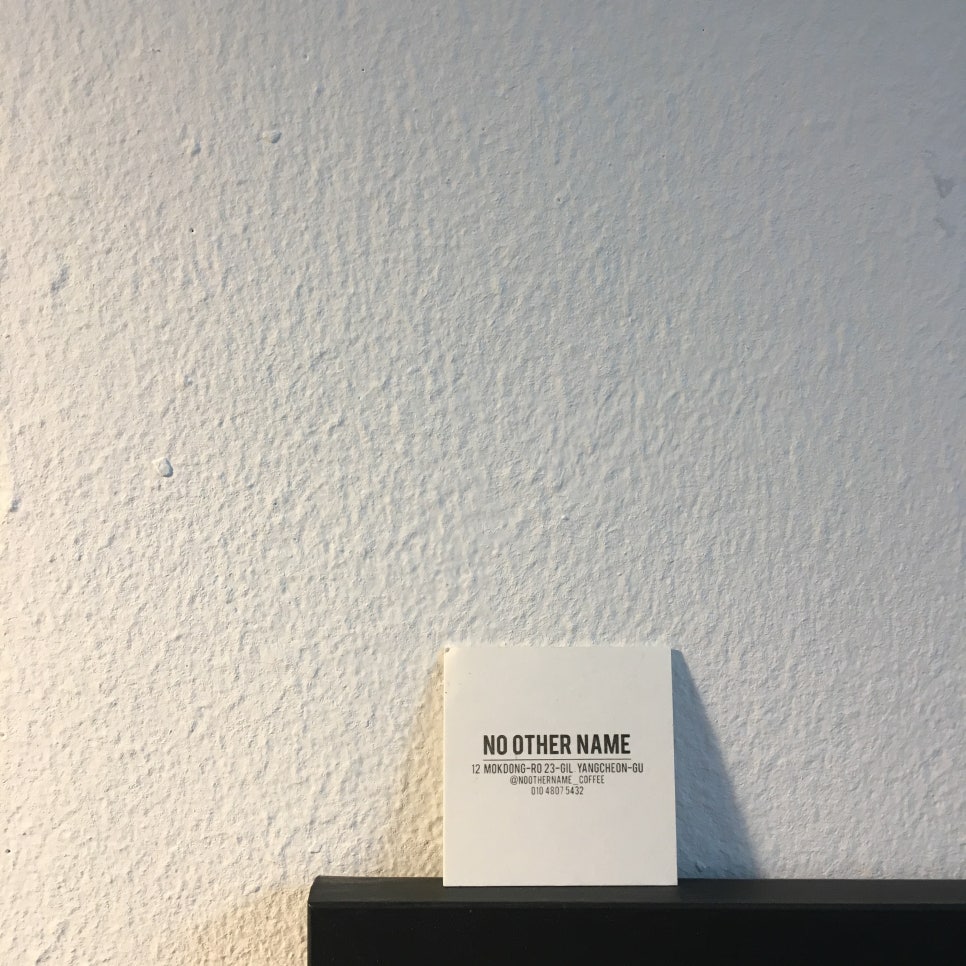 NO OTHER NAME
12 MOKDONG-RO 23-GIL YANGCHEON-GU
@NOOTHERNAME_COFFEE
010 4807 5432